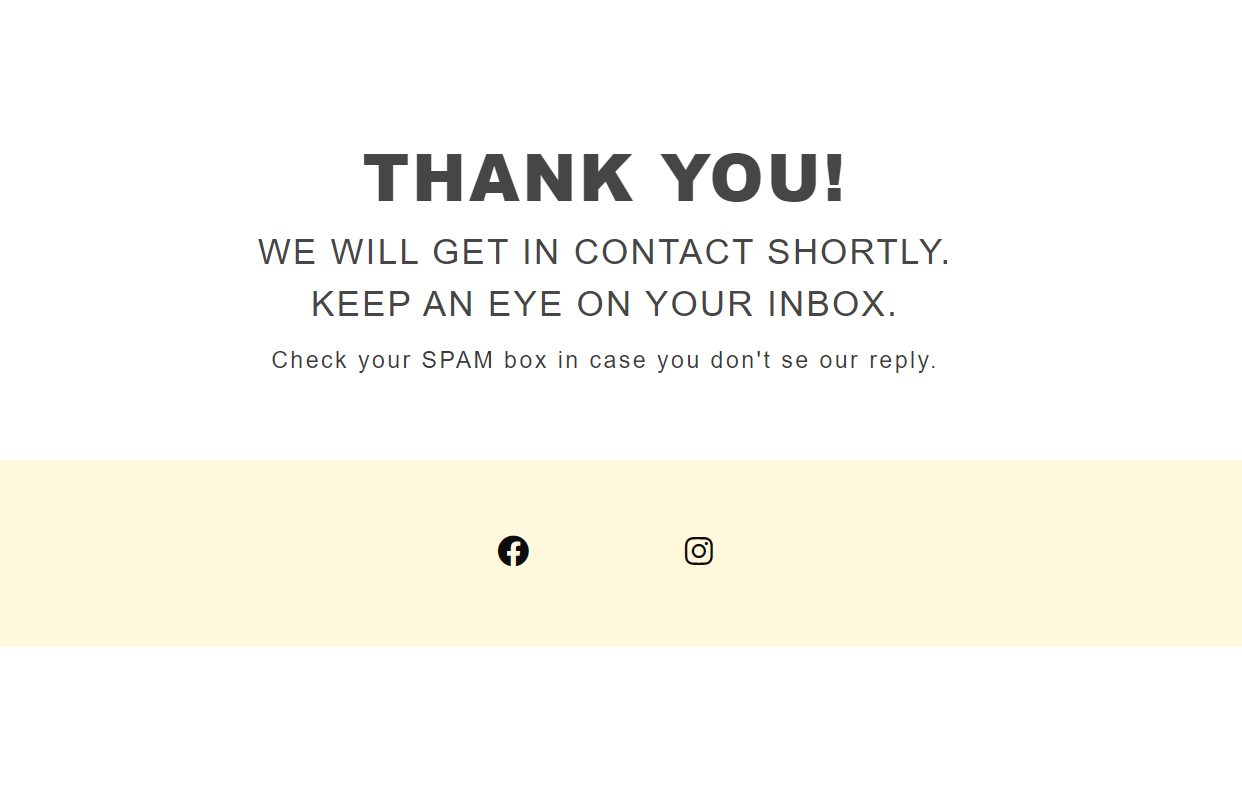 THANK YOU!
WE WILL GET IN CONTACT SHORTLY.
KEEP AN EYE ON YOUR INBOX.
Check your SPAM box in case you don't se our reply.